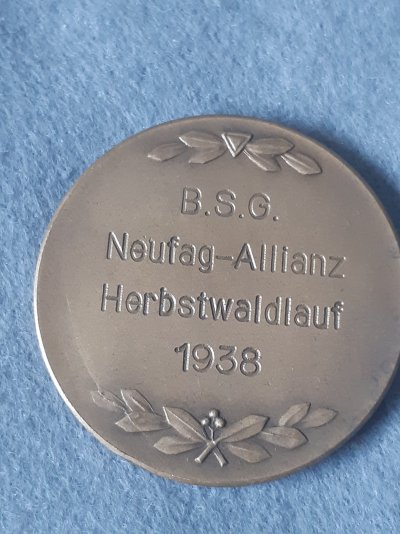 B.S.G.
Neufag-Allianz
Herbstwaldlauf
1938